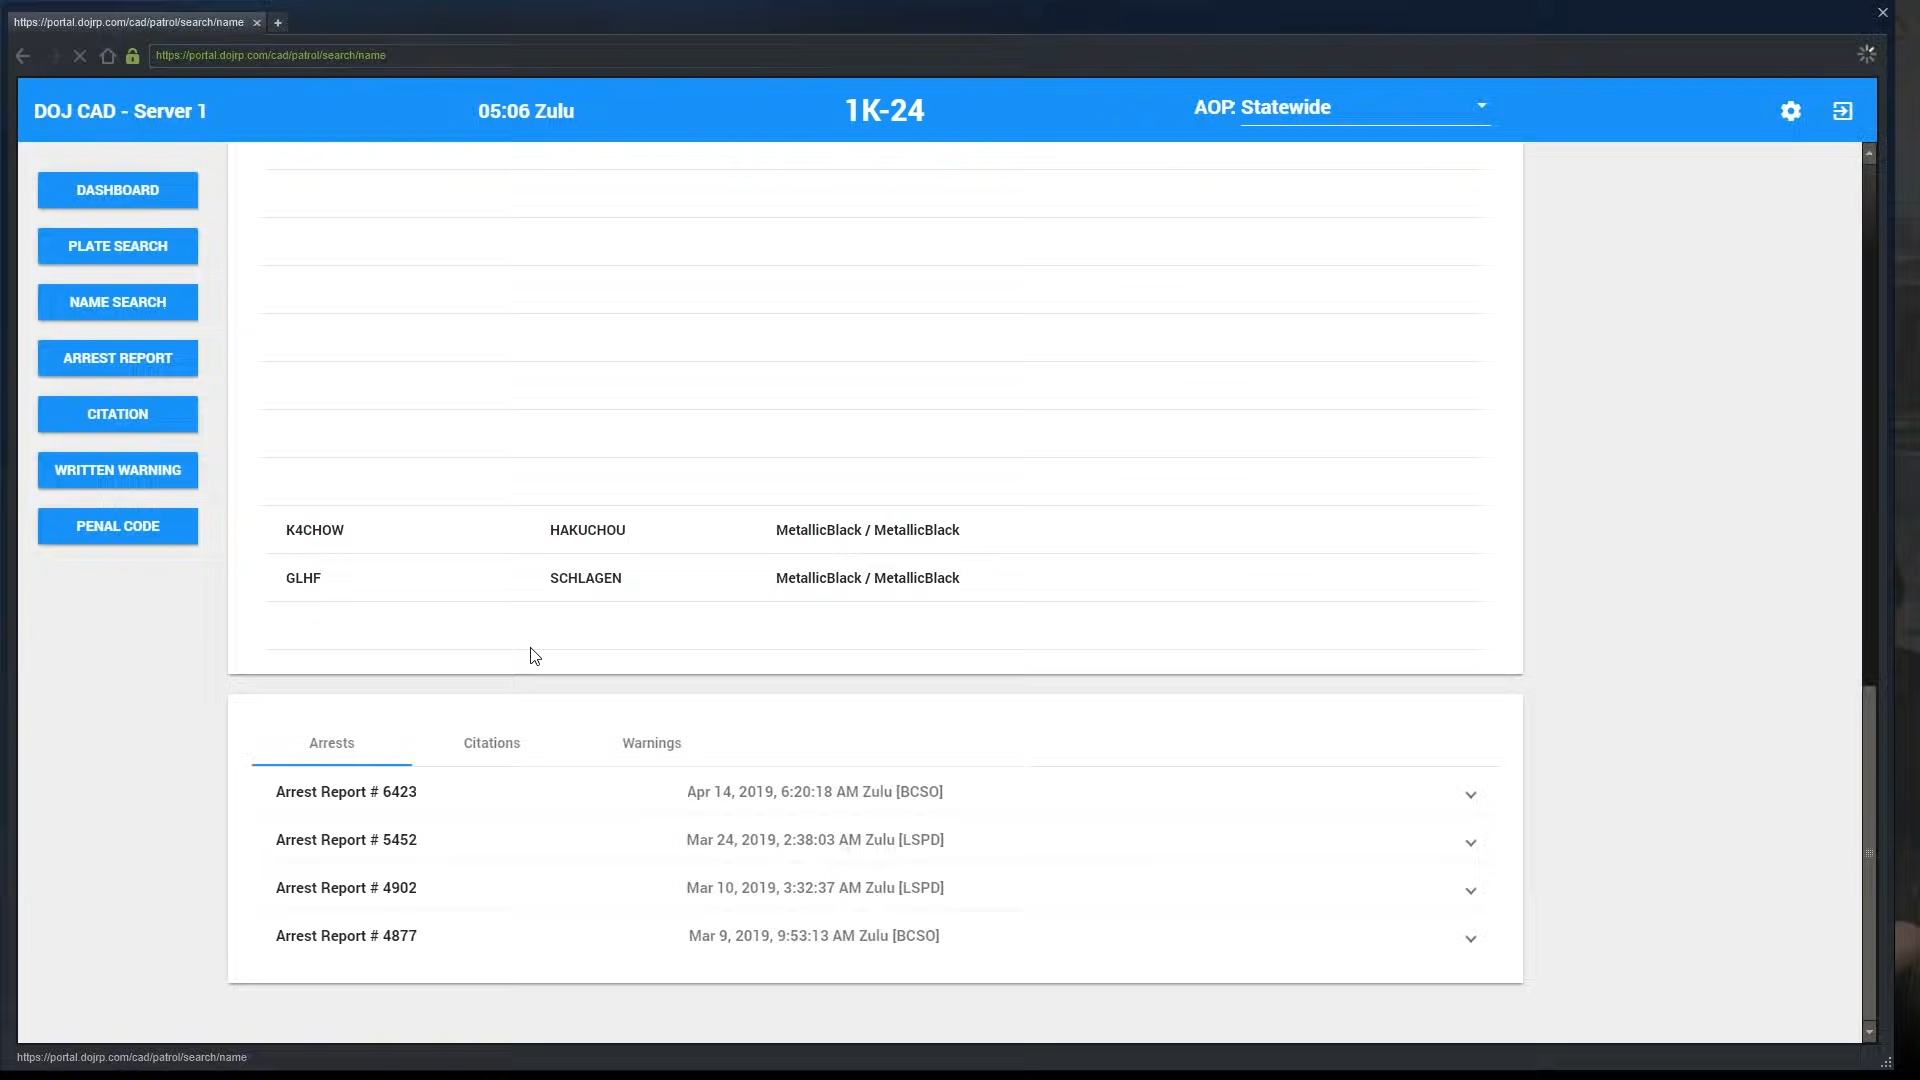 https://portal.dojrp.com/cad/patrol/search/name
https://portal.dojrp.com/cad/patrol/search/name
DOJ CAD - Server 1
05:06 Zulu
1K-24
AOP: Statewide
DASHBOARD
PLATE SEARCH
NAME SEARCH
ARREST REPORT
CITATION
WRITTEN WARNING
PENAL CODE
K4CHOW HAKUCHOU MetallicBlack / MetallicBlack
GLHF SCHLAGEN MetallicBlack / MetallicBlack
Arrests Citations Warnings
Arrest Report # 6423 Apr 14, 2019, 6:20:18 AM Zulu [BCSO]
Arrest Report # 5452 Mar 24, 2019, 2:38:03 AM Zulu [LSPD]
Arrest Report # 4902 Mar 10, 2019, 3:32:37 AM Zulu [LSPD]
Arrest Report # 4877 Mar 9, 2019, 9:53:13 AM Zulu [BCSO]
https://portal.dojrp.com/cad/patrol/search/name